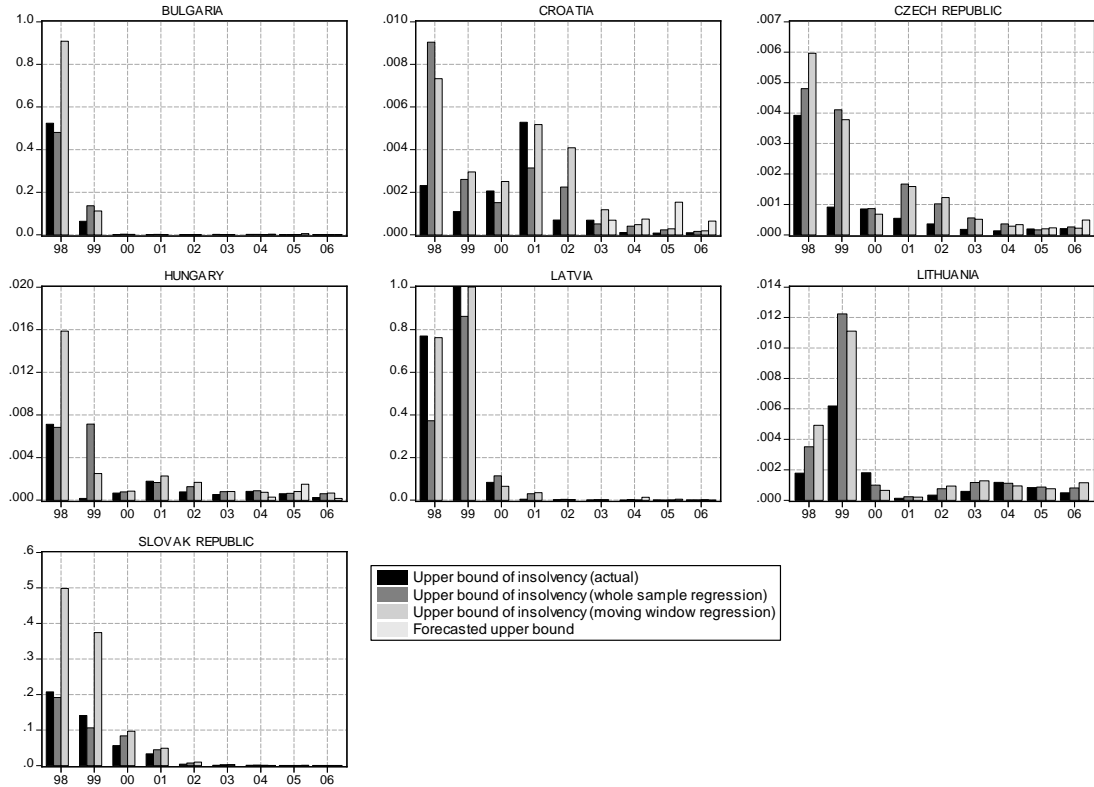 BULGARIA
1.0
0.8
0.6
0.4
0.2
0.0
98 99 00 01 02 03 04 05 06
CROATIA
.010
.008
.006
.004
.002
.000
98 99 00 01 02 03 04 05 06
CZECH REPUBLIC
.007
.006
.005
.004
.003
.002
.001
.000
98 99 00 01 02 03 04 05 06
HUNGARY
.020
.016
.012
.008
.004
.000
98 99 00 01 02 03 04 05 06
LATVIA
1.0
0.8
0.6
0.4
0.2
0.0
98 99 00 01 02 03 04 05 06
LITHUANIA
.014
.012
.010
.008
.006
.004
.002
.000
98 99 00 01 02 03 04 05 06
SLOVAK REPUBLIC
.6
.5
.4
.3
.2
.1
.0
98 99 00 01 02 03 04 05 06
Upper bound of insolvency (actual)
Upper bound of insolvency (whole sample regression)
Upper bound of insolvency (moving window regression)
Forecasted upper bound